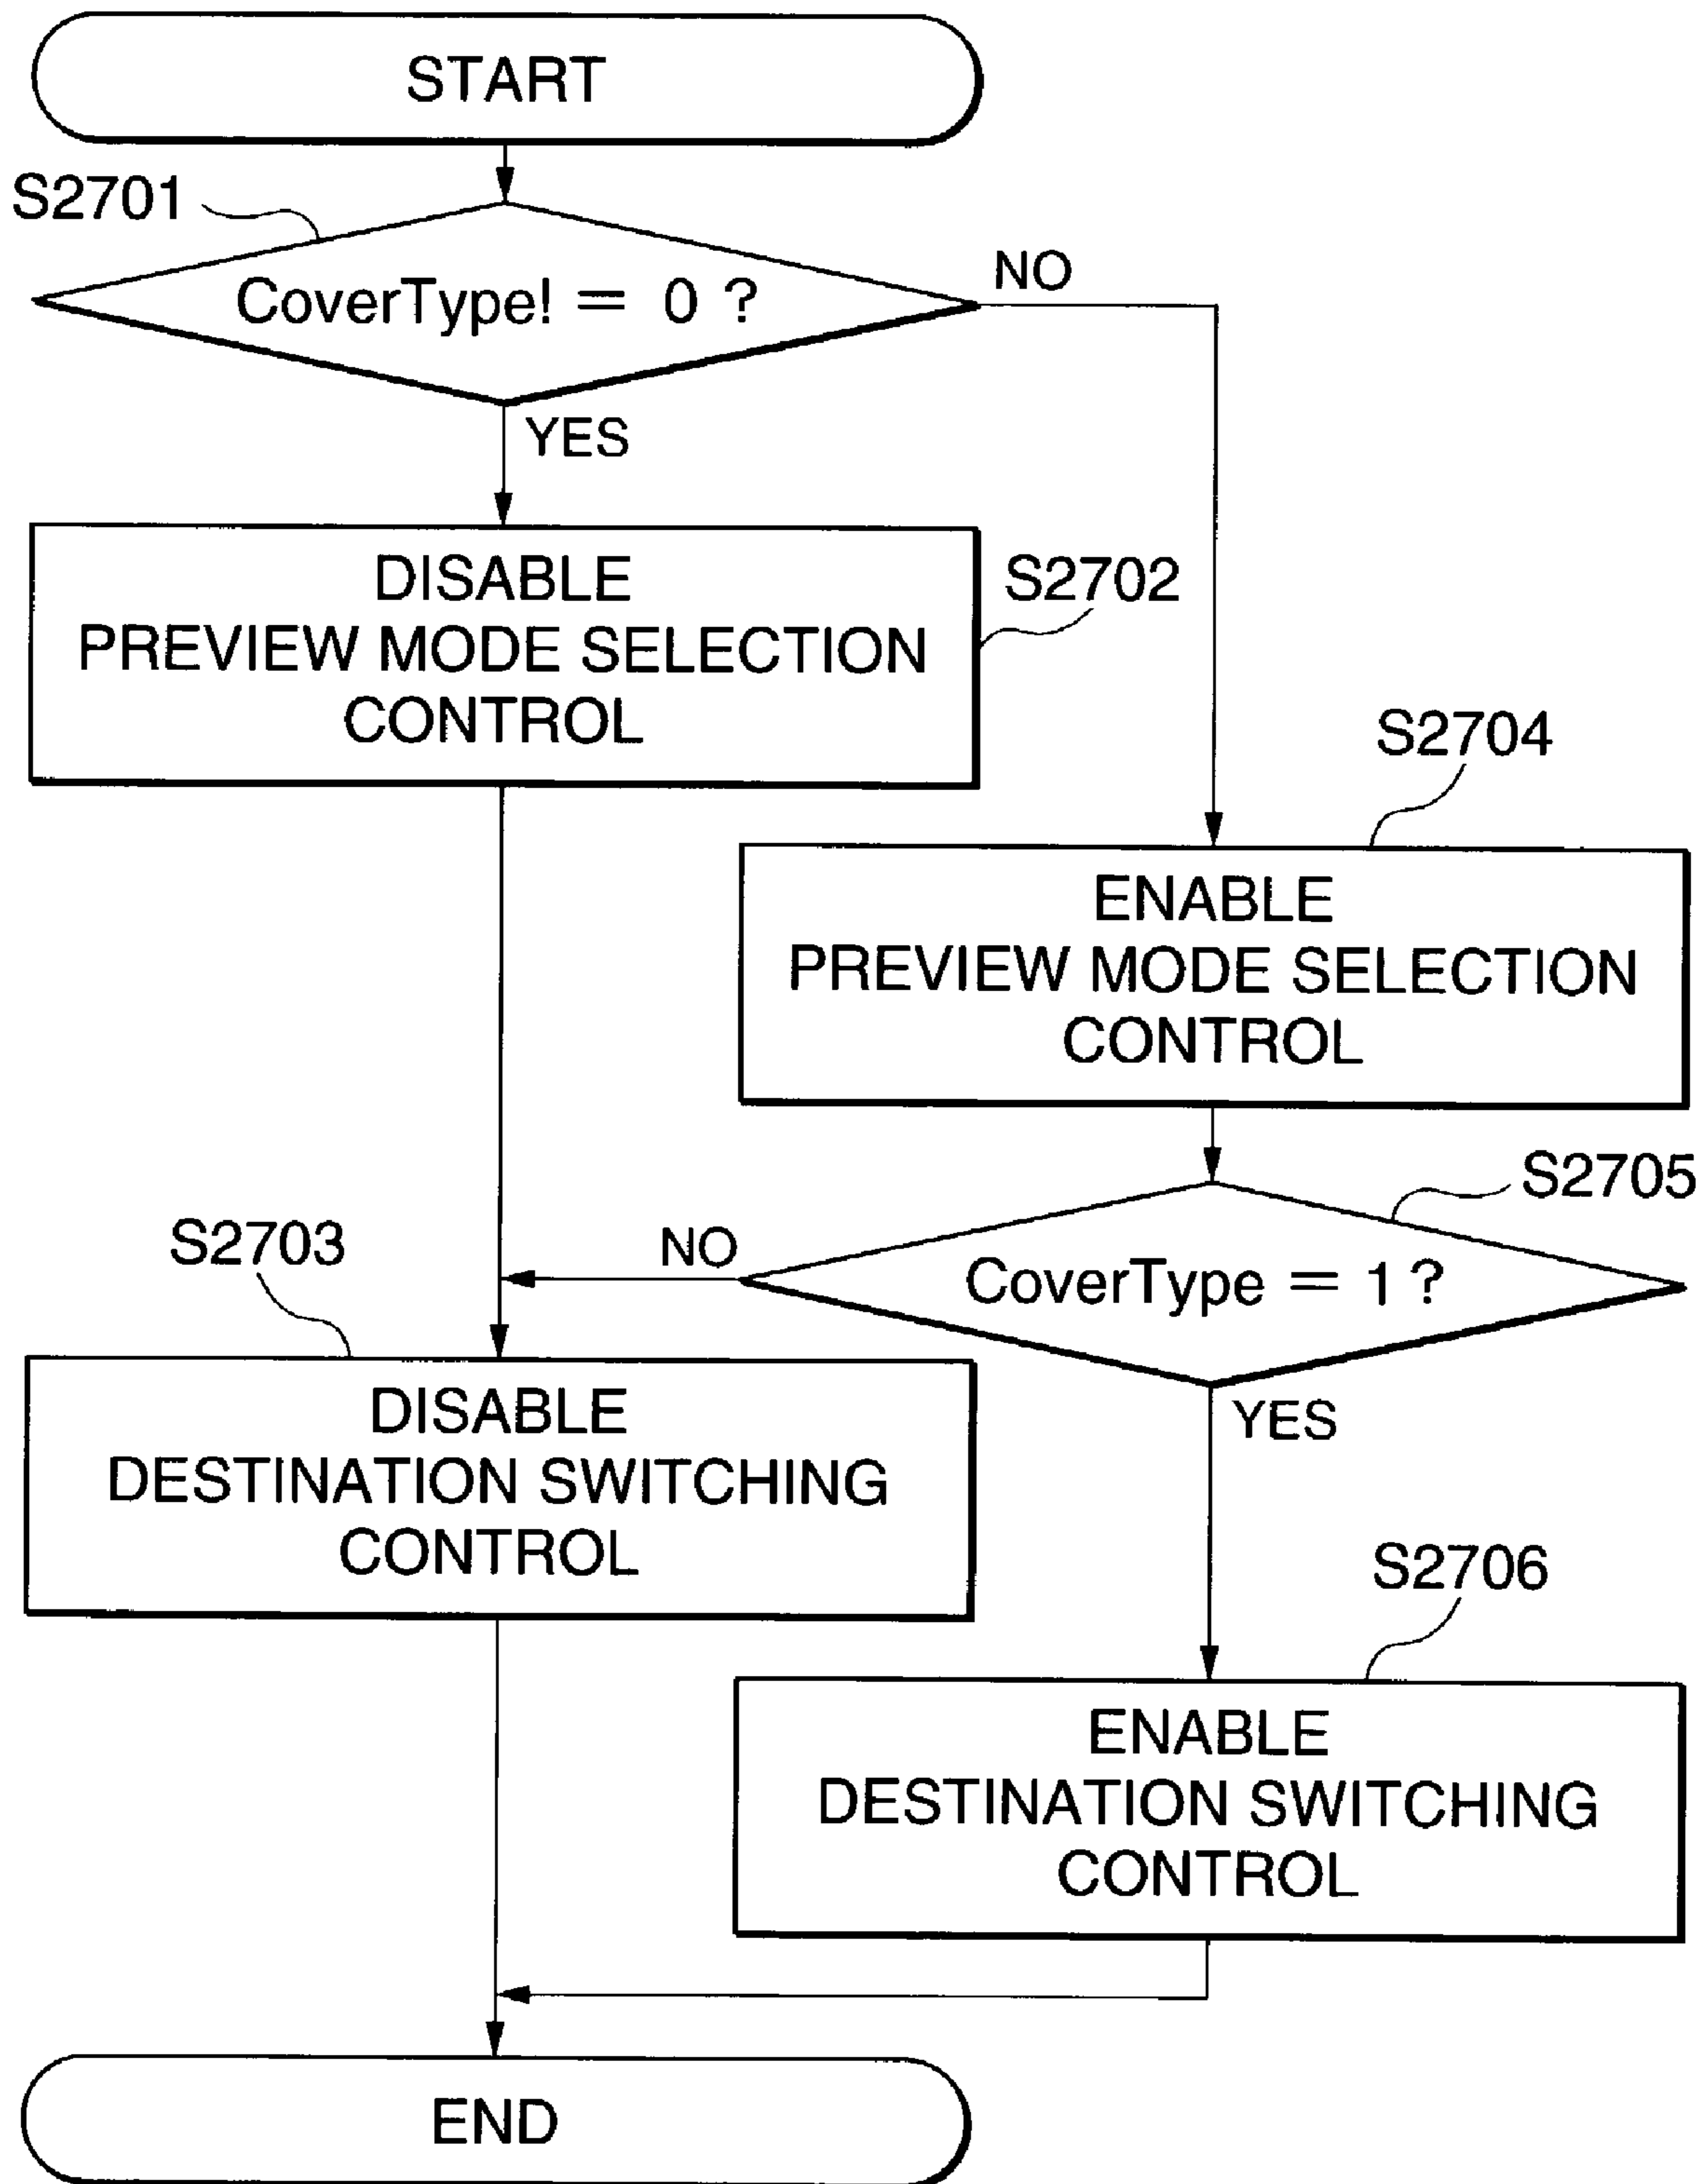 START
S2701
CoverType! = 0 ?
NO
YES
DISABLE
PREVIEW MODE SELECTION
CONTROL
S2702
S2704
ENABLE
PREVIEW MODE SELECTION
CONTROL
S2705
CoverType = 1 ?
NO
YES
S2703
DISABLE
DESTINATION SWITCHING
CONTROL
S2706
ENABLE
DESTINATION SWITCHING
CONTROL
END